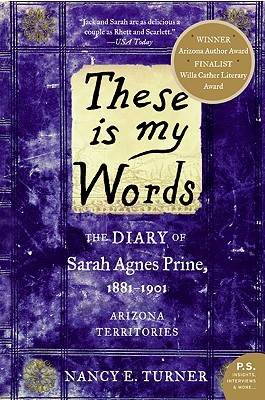 "Jack and Sarah are as delicious a
couple as Rhett and Scarlett."
—USA Today
WINNER
Arizona Author Award
FINALIST
Willa Cather Literary
Award
These
is my
Words
THE DIARY OF
Sarah Agnes Prine,
1881–1901
ARIZONA
TERRITORIES
NANCY E. TURNER
P.S.
INSIGHTS,
INTERVIEWS
& MORE...